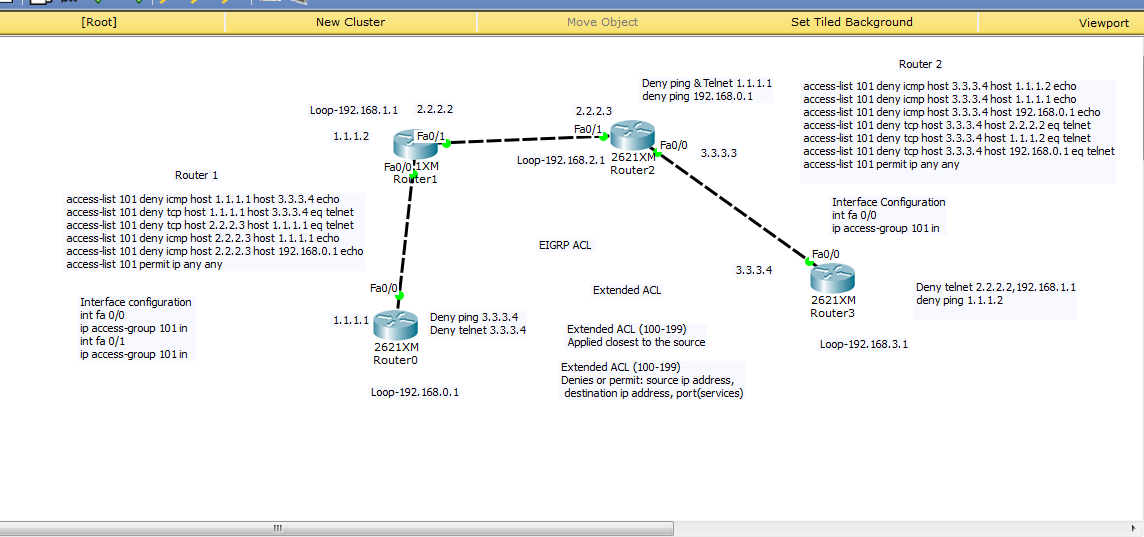 [Root]
New Cluster
Move Object
Set Tiled Background
Viewport
Router 2
Deny ping & Telnet 1.1.1.1
deny ping 192.168.0.1
access-list 101 deny icmp host 3.3.3.4 host 1.1.1.2 echo
access-list 101 deny icmp host 3.3.3.4 host 1.1.1.1 echo
access-list 101 deny icmp host 3.3.3.4 host 192.168.0.1 echo
access-list 101 deny tcp host 3.3.3.4 host 2.2.2.2 eq telnet
access-list 101 deny tcp host 3.3.3.4 host 1.1.1.2 eq telnet
access-list 101 deny tcp host 3.3.3.4 host 192.168.0.1 eq telnet
access-list 101 permit ip any any
Loop-192.168.1.1
2.2.2.2
2.2.2.3
1.1.1.2
Fa0/1
Fa0/1
Fa0/0
3.3.3.3
Loop-192.168.2.1
2621XM
Router2
Fa0/0
1XM
Router1
Router 1
access-list 101 deny icmp host 1.1.1.1 host 3.3.3.4 echo
access-list 101 deny tcp host 1.1.1.1 host 3.3.3.4 eq telnet
access-list 101 deny tcp host 2.2.2.3 host 1.1.1.1 eq telnet
access-list 101 deny icmp host 2.2.2.3 host 1.1.1.1 echo
access-list 101 deny icmp host 2.2.2.3 host 192.168.0.1 echo
access-list 101 permit ip any any
Interface Configuration
int fa 0/0
ip access-group 101 in
EIGRP ACL
Fa0/0
3.3.3.4
2621XM
Router3
Deny telnet 2.2.2.2,192.168.1.1
deny ping 1.1.1.2
Loop-192.168.3.1
Extended ACL
Interface configuration
int fa 0/0
ip access-group 101 in
int fa 0/1
ip access-group 101 in
Fa0/0
1.1.1.1
Deny ping 3.3.3.4
Deny telnet 3.3.3.4
2621XM
Router0
Loop-192.168.0.1
Extended ACL (100-199)
Applied closest to the source
Extended ACL (100-199)
Denies or permit: source ip address,
destination ip address, port(services)